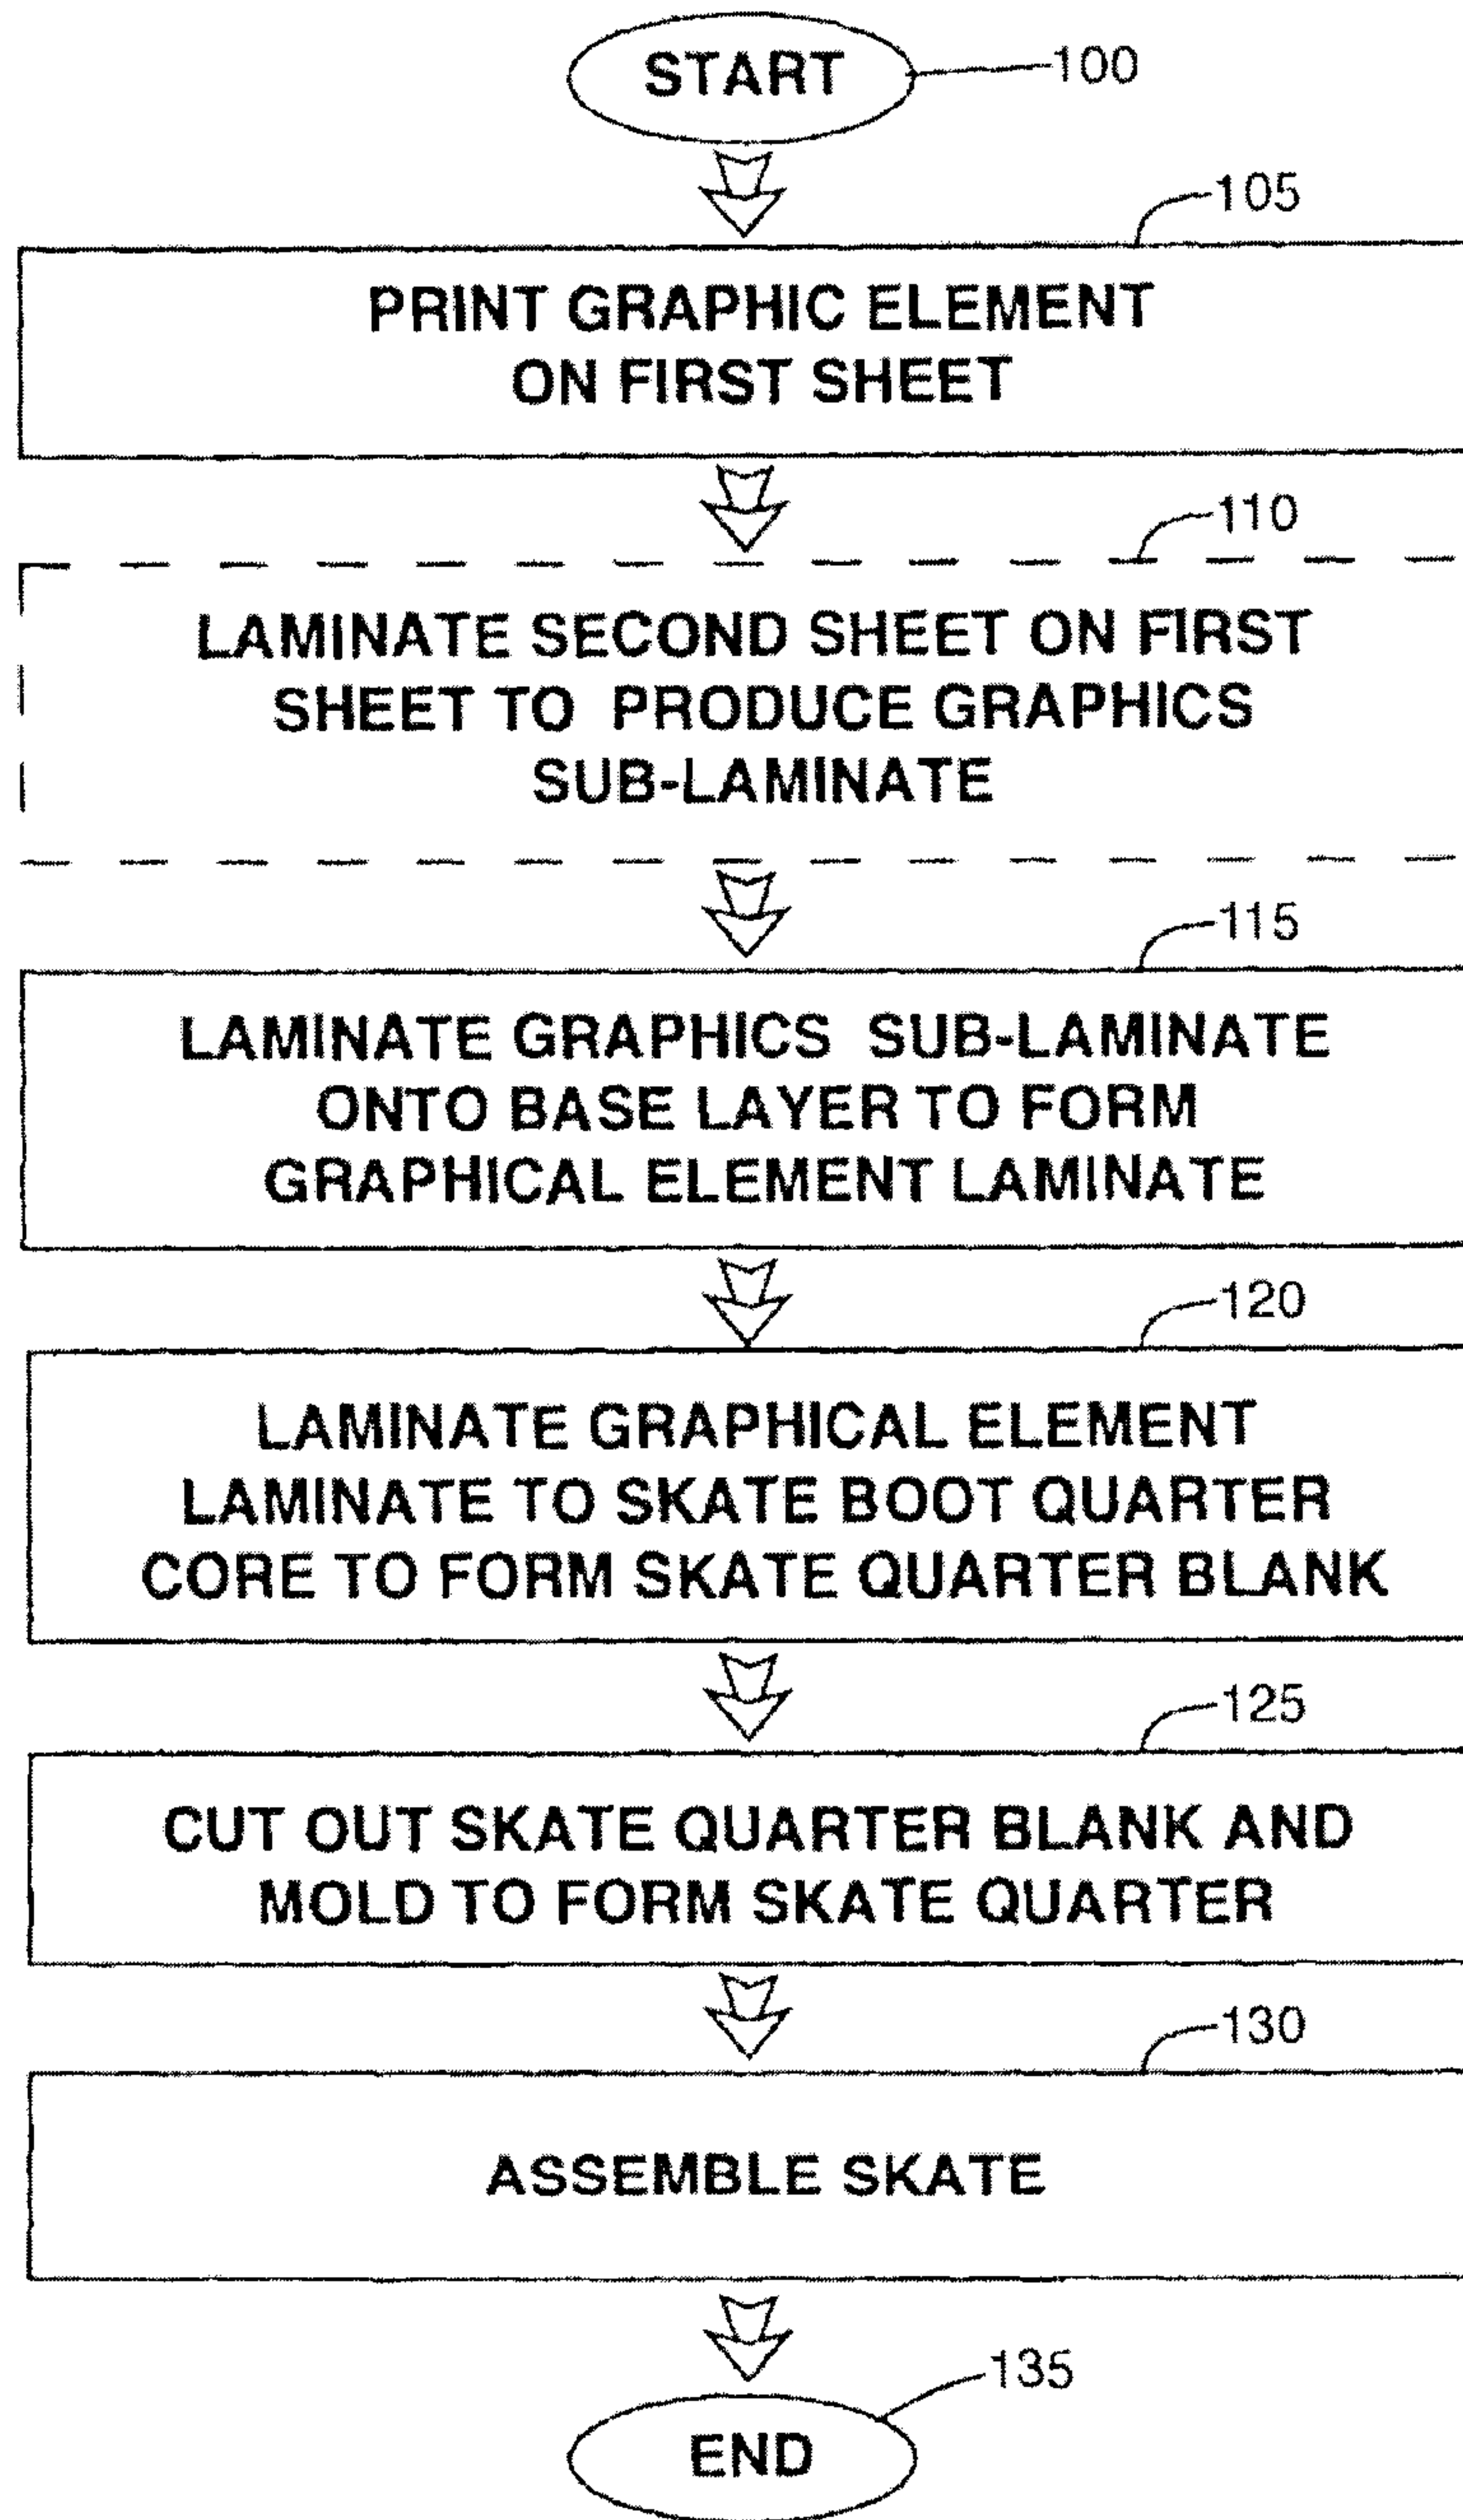 START
100
105
PRINT GRAPHIC ELEMENT
ON FIRST SHEET
110
LAMINATE SECOND SHEET ON FIRST
SHEET TO PRODUCE GRAPHICS
SUB-LAMINATE
115
LAMINATE GRAPHICS SUB-LAMINATE
ONTO BASE LAYER TO FORM
GRAPHICAL ELEMENT LAMINATE
120
LAMINATE GRAPHICAL ELEMENT
LAMINATE TO SKATE BOOT QUARTER
CORE TO FORM SKATE QUARTER BLANK
125
CUT OUT SKATE QUARTER BLANK AND
MOLD TO FORM SKATE QUARTER
130
ASSEMBLE SKATE
135
END